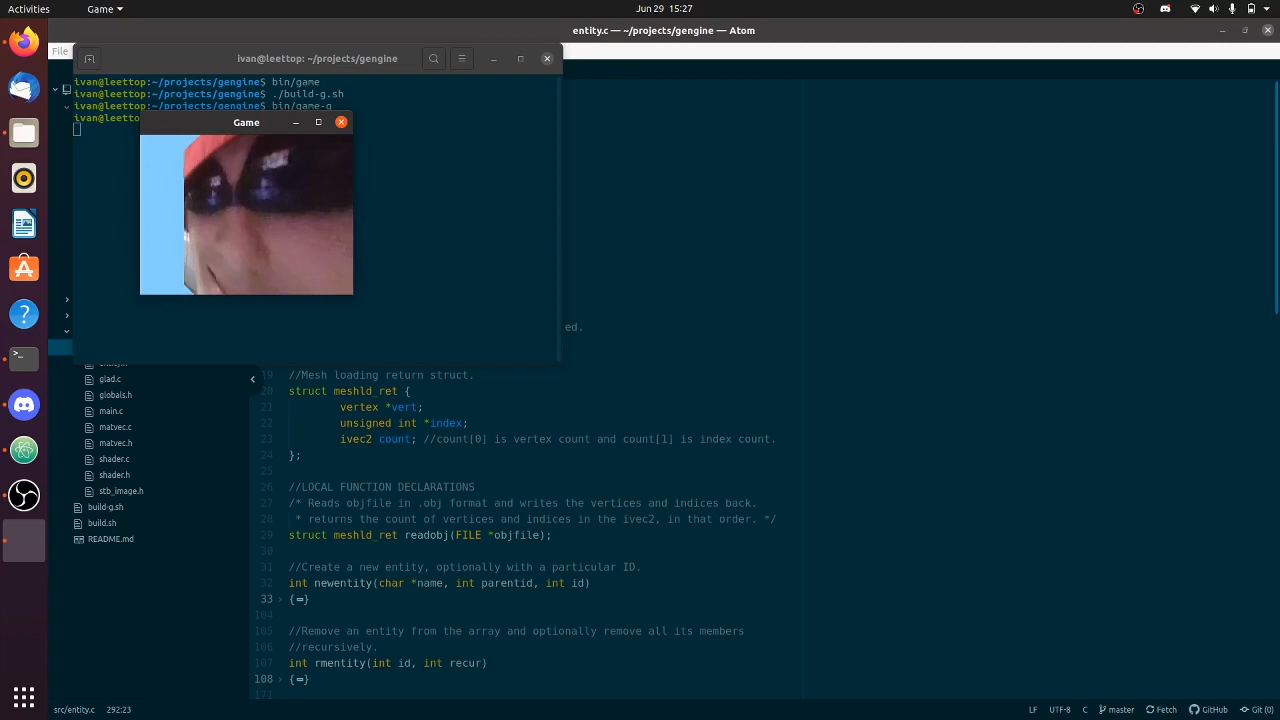 Activities
Game
Jun 29 15:27
entity.c — ~/projects/gengine — Atom
File
ivan@leettop: ~/projects/gengine
ivan@leettop:~/projects/gengine$ bin/game
ivan@leettop:~/projects/gengine$ ./build-g.sh
ivan@leettop:~/projects/gengine$ bin/game-g
ivan@leetto
Game
ed.
glad.c
globals.h
main.c
matvec.c
matvec.h
shader.c
shader.h
stb_image.h
build-g.sh
build.sh
README.md
19 //Mesh loading return struct.
20 struct meshld_ret {
21 vertex *vert;
22 unsigned int *index;
23 ivec2 count; //count[0] is vertex count and count[1] is index count.
24 };
25
26 //LOCAL FUNCTION DECLARATIONS
27 /* Reads objfile in .obj format and writes the vertices and indices back.
28 * returns the count of vertices and indices in the ivec2, in that order. */
29 struct meshld_ret readobj(FILE *objfile);
30
31 //Create a new entity, optionally with a particular ID.
32 int newentity(char *name, int parentid, int id)
33 {}
104
105 //Remove an entity from the array and optionally remove all its members
106 //recursively.
107 int rmentity(int id, int recur)
108 {}
171
src/entity.c 292:23
LF UTF-8 C master Fetch GitHub Git (0)